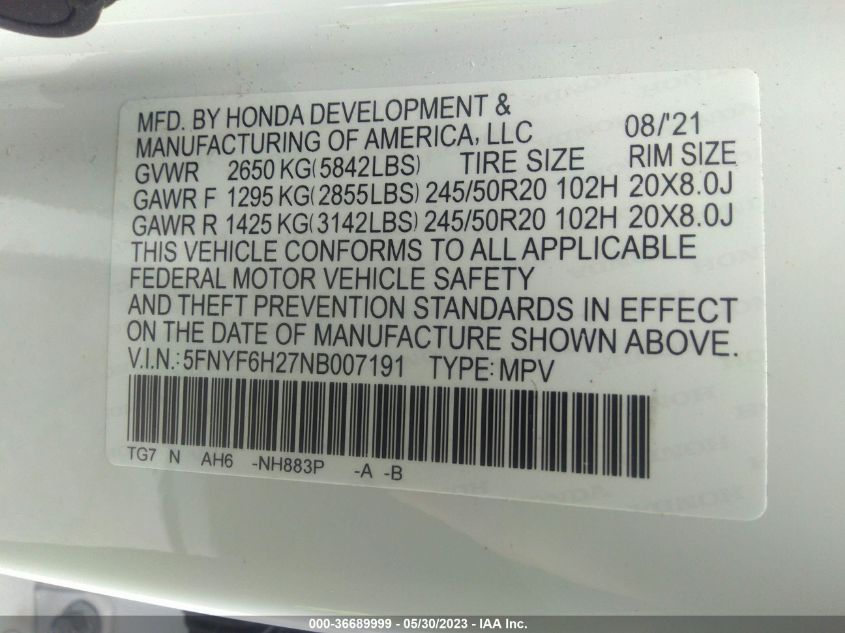 MFD. BY HONDA DEVELOPMENT &
MANUFACTURING OF AMERICA, LLC 08/'21
GVWR 2650 KG(5842LBS) TIRE SIZE RIM SIZE
GAWR F 1295 KG(2855LBS) 245/50R20 102H 20X8.0J
GAWR R 1425 KG(3142LBS) 245/50R20 102H 20X8.0J
THIS VEHICLE CONFORMS TO ALL APPLICABLE
FEDERAL MOTOR VEHICLE SAFETY
AND THEFT PREVENTION STANDARDS IN EFFECT
ON THE DATE OF MANUFACTURE SHOWN ABOVE.
V.I.N.: 5FNYF6H27NB007191 TYPE: MPV
TG7 N AH6 -NH883P -A -B
000-36689999 - 05/30/2023 - IAA Inc.